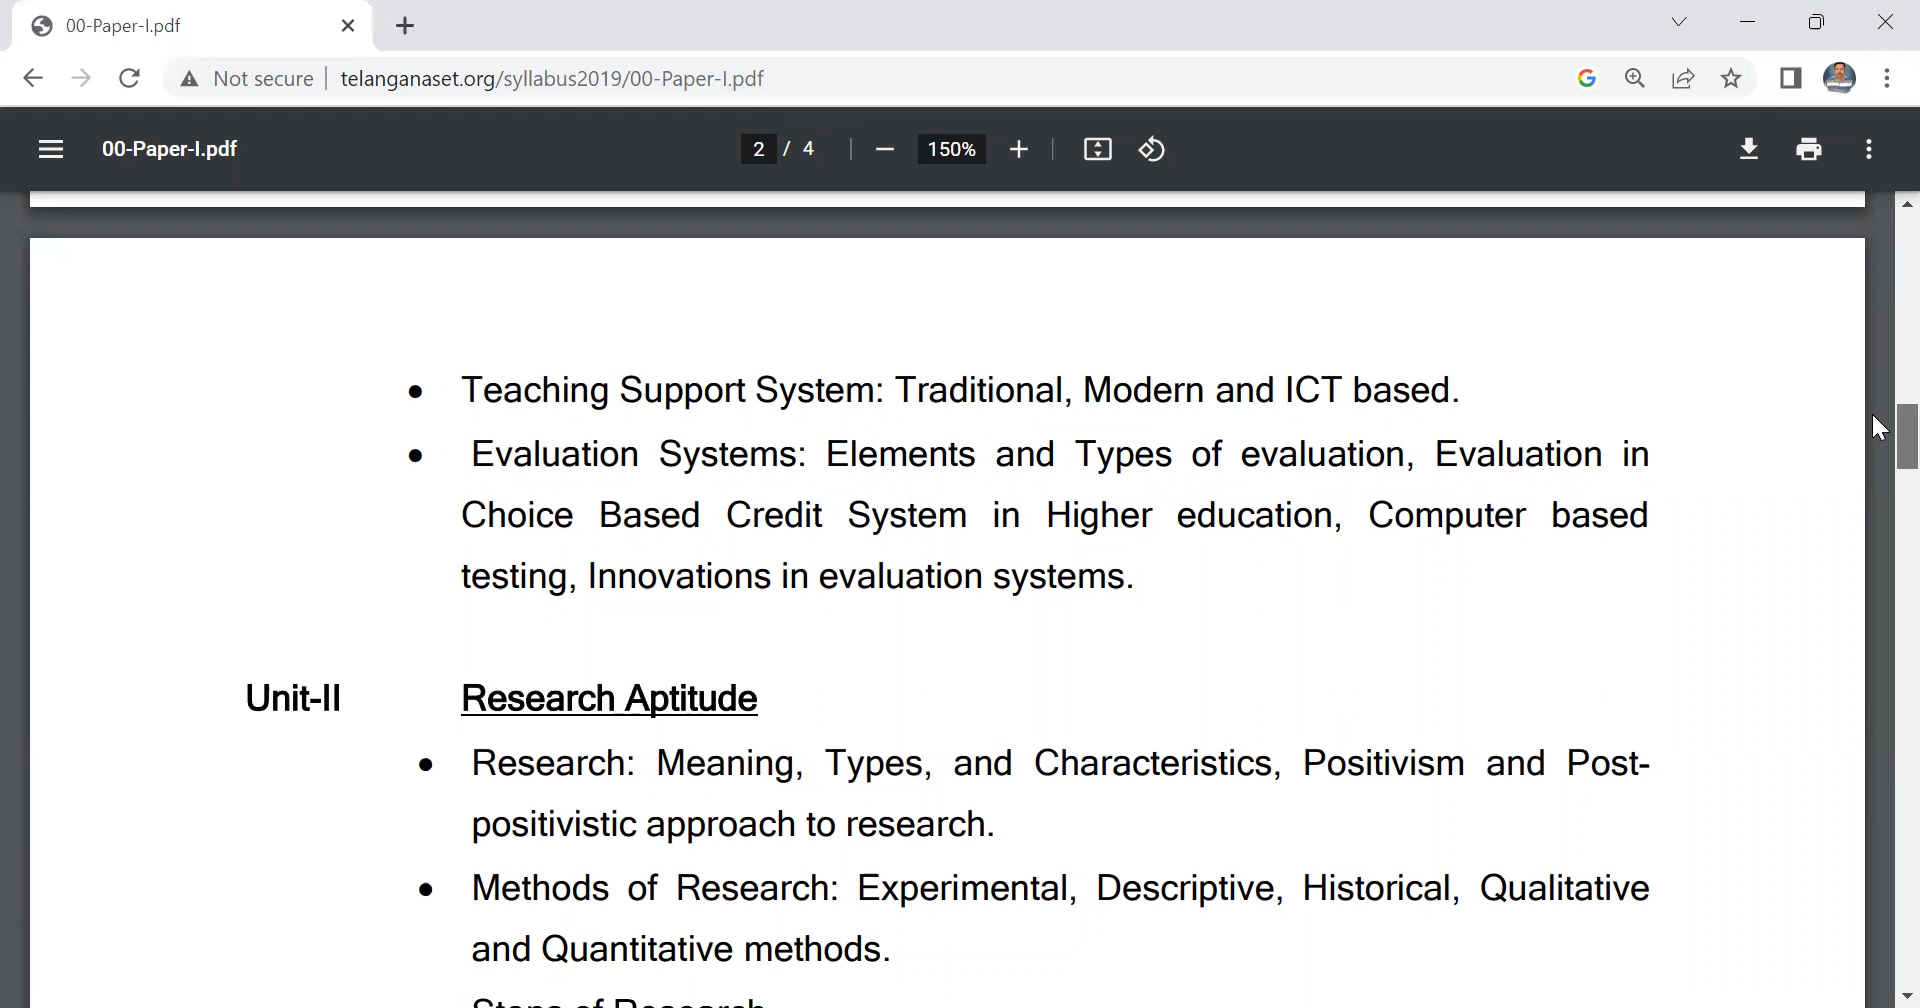 00-Paper-I.pdf
Not secure telanganaset.org/syllabus2019/00-Paper-I.pdf
00-Paper-I.pdf 2 / 4 150%
• Teaching Support System: Traditional, Modern and ICT based.
• Evaluation Systems: Elements and Types of evaluation, Evaluation in
Choice Based Credit System in Higher education, Computer based
testing, Innovations in evaluation systems.
Unit-II Research Aptitude
• Research: Meaning, Types, and Characteristics, Positivism and Post-
positivistic approach to research.
• Methods of Research: Experimental, Descriptive, Historical, Qualitative
and Quantitative methods.
Steps of Research